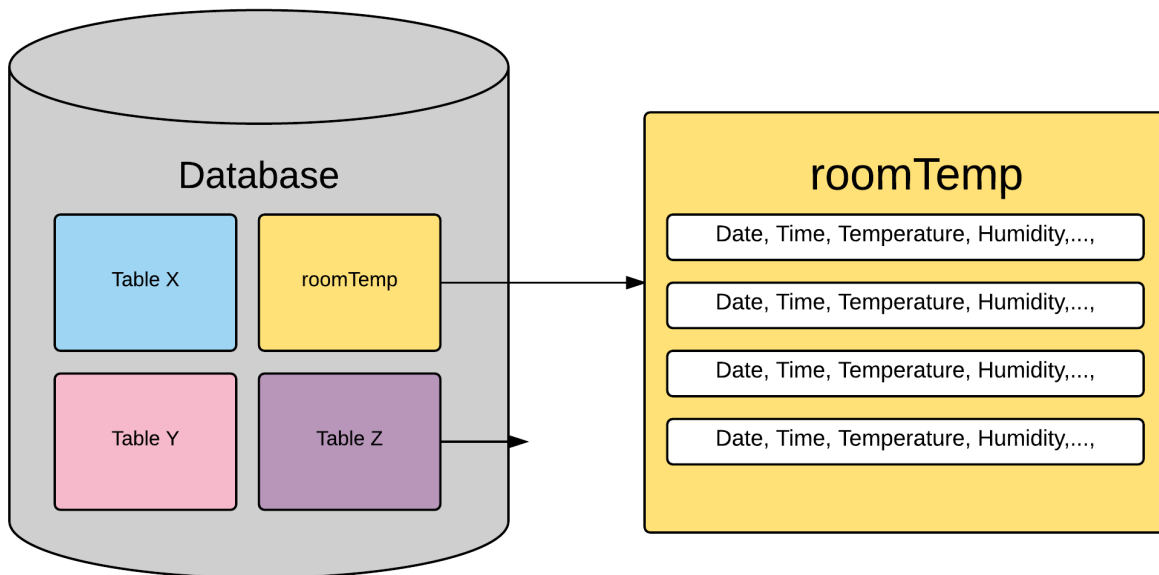 Database
Table X
roomTemp
Table Y
Table Z
roomTemp
Date, Time, Temperature, Humidity,...,
Date, Time, Temperature, Humidity,...,
Date, Time, Temperature, Humidity,...,
Date, Time, Temperature, Humidity,...,